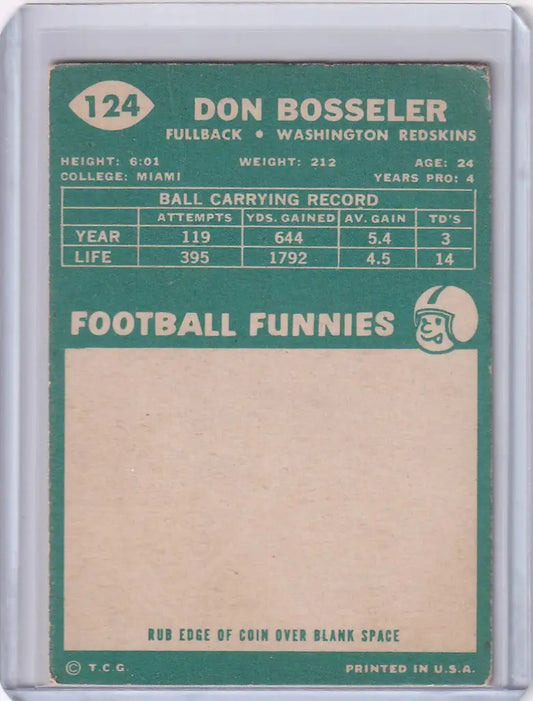 124 DON BOSSELER
FULLBACK • WASHINGTON REDSKINS
HEIGHT: 6:01 WEIGHT: 212 AGE: 24
COLLEGE: MIAMI YEARS PRO: 4
BALL CARRYING RECORD
ATTEMPTS YDS. GAINED AV. GAIN TD'S
YEAR 119 644 5.4 3
LIFE 395 1792 4.5 14
FOOTBALL FUNNIES
RUB EDGE OF COIN OVER BLANK SPACE
© T.C.G. PRINTED IN U.S.A.